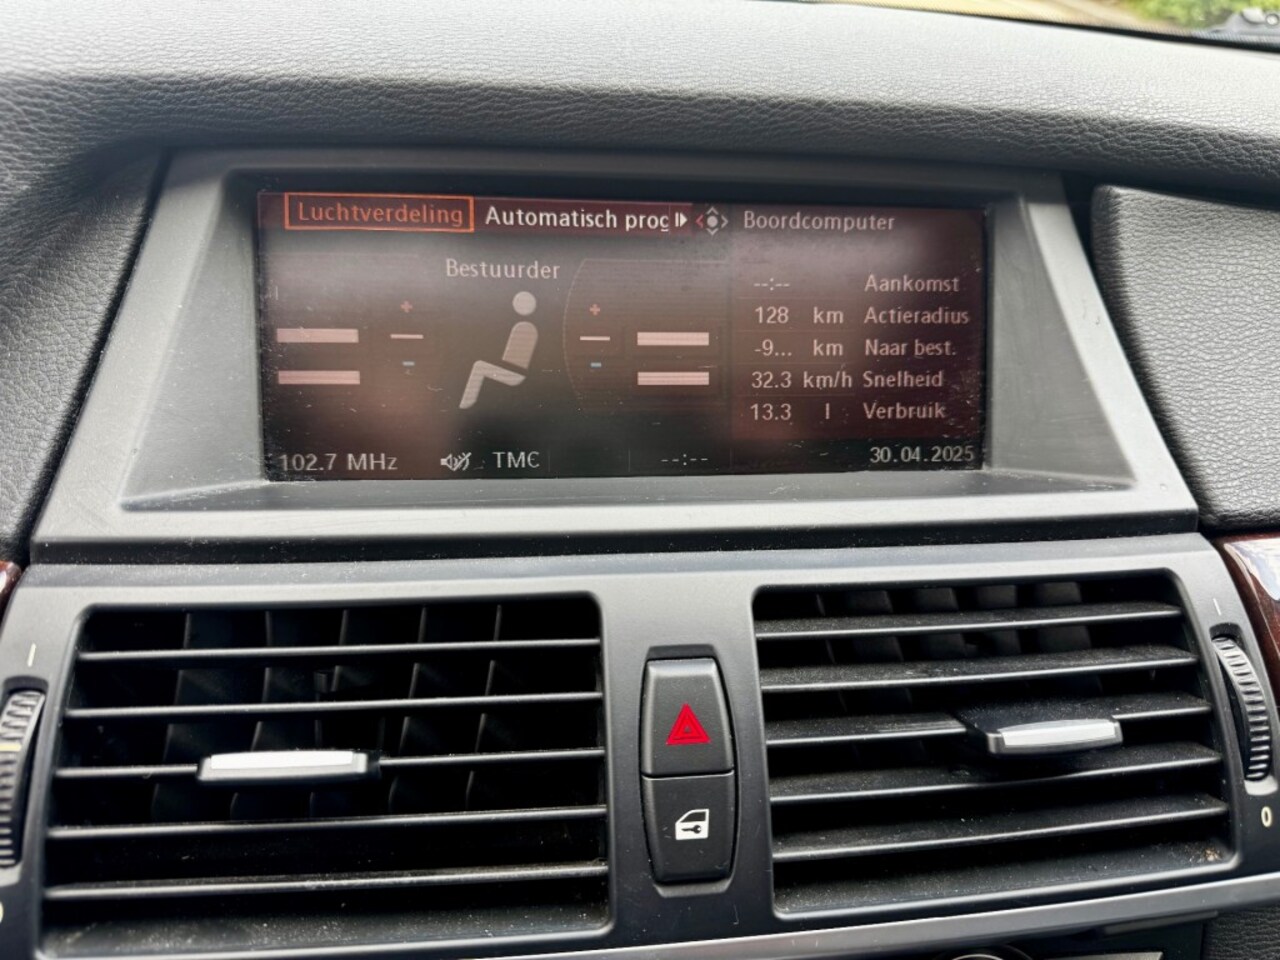 Luchtverdeling Automatisch prog Boordcomputer
Bestuurder
--:-- Aankomst
128 km Actieradius
-9... km Naar best.
32.3 km/h Snelheid
13.3 l Verbruik
102.7 MHz TMC --:-- 30.04.2025
0